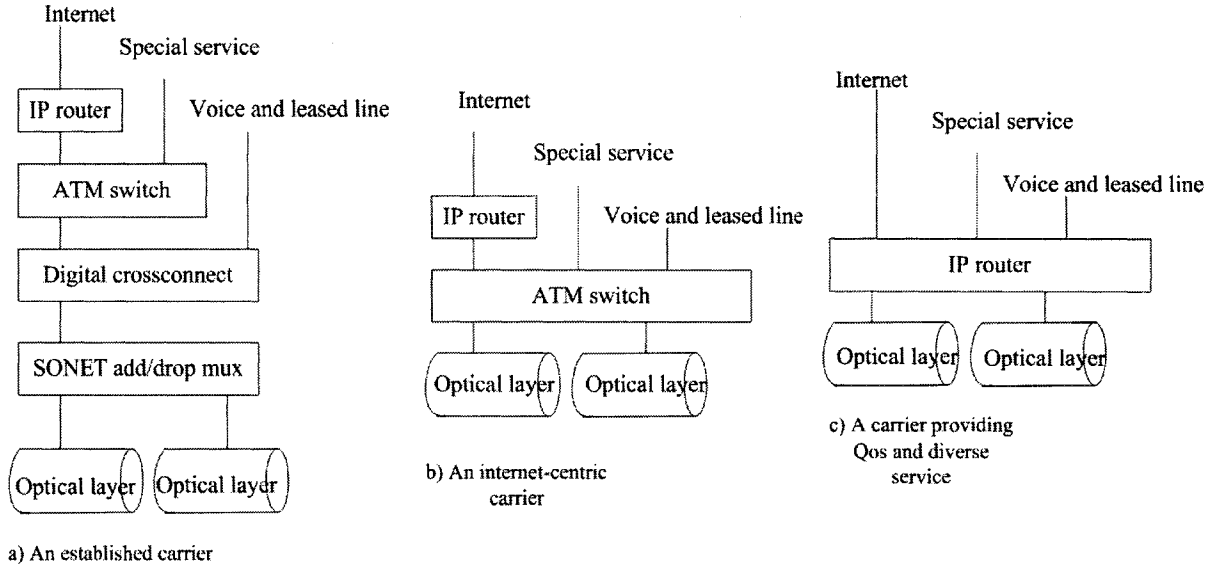 Internet
Special service
IP router
Voice and leased line
ATM switch
Digital crossconnect
SONET add/drop mux
Optical layer
Optical layer
a) An established carrier
Internet
Special service
IP router
Voice and leased line
ATM switch
Optical layer
Optical layer
b) An internet-centric
carrier
Internet
Special service
Voice and leased line
IP router
Optical layer
Optical layer
c) A carrier providing
Qos and diverse
service